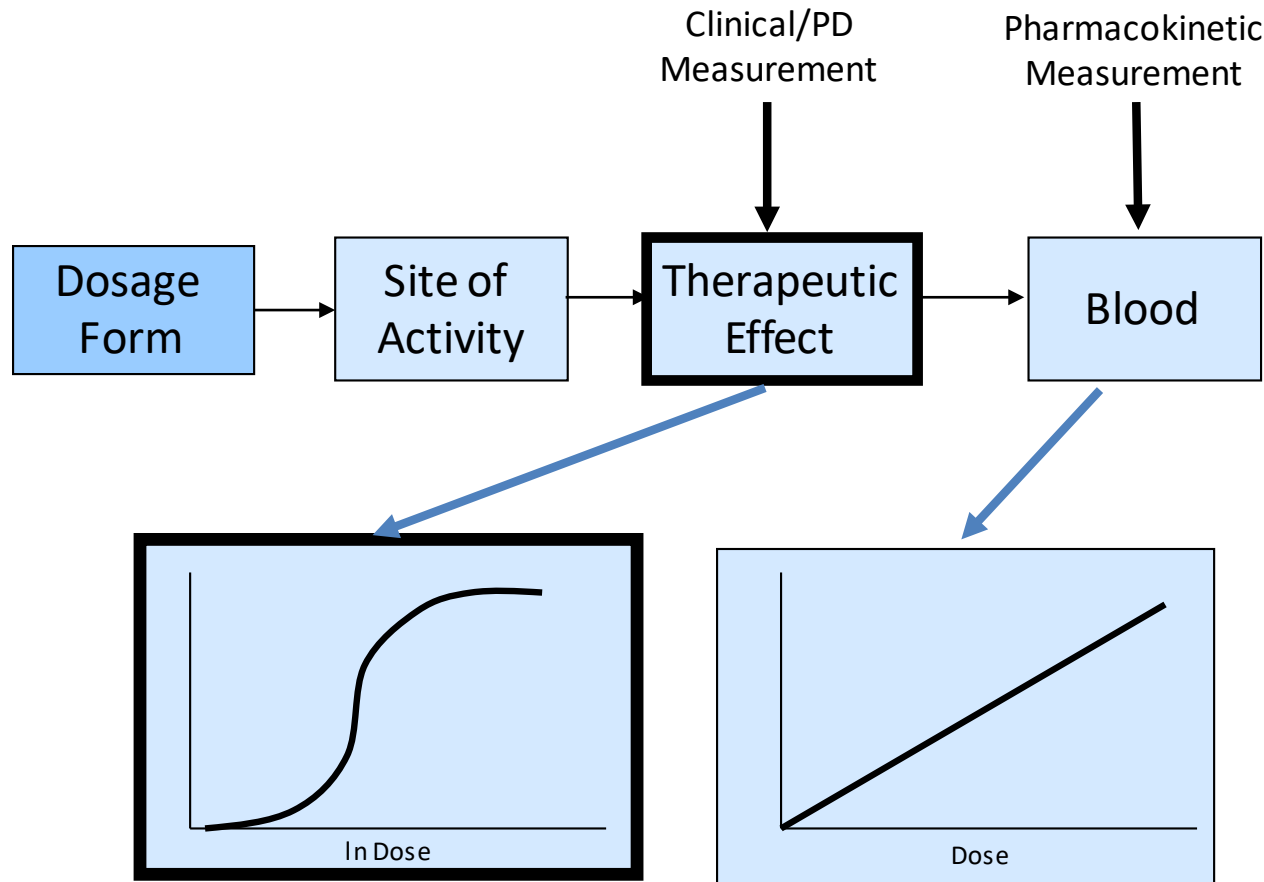 Clinical/PD
Measurement
Pharmacokinetic
Measurement
Dosage
Form
Site of
Activity
Therapeutic
Effect
Blood
ln Dose
Dose